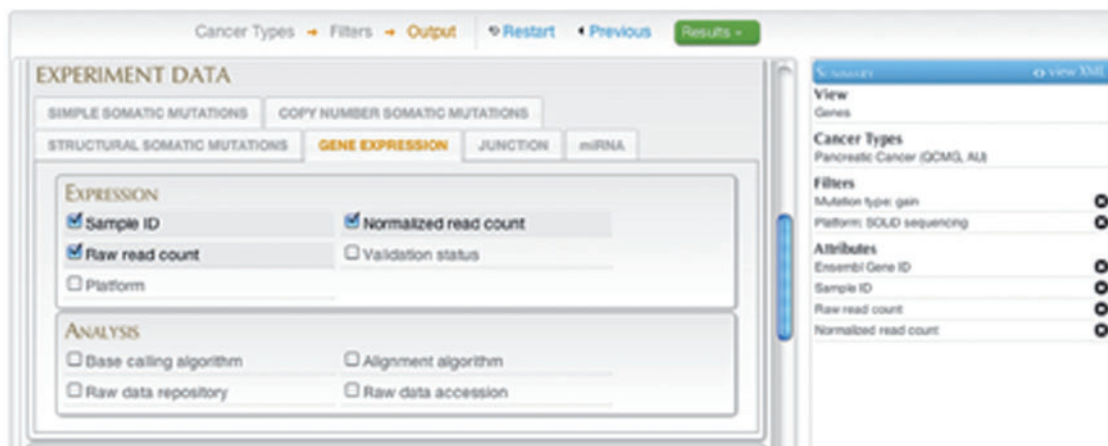 Cancer Types → Filters → Output Restart Previous Results
EXPERIMENT DATA
SIMPLE SOMATIC MUTATIONS COPY NUMBER SOMATIC MUTATIONS
STRUCTURAL SOMATIC MUTATIONS GENE EXPRESSION JUNCTION miRNA
EXPRESSION
Sample ID Normalized read count
Raw read count Validation status
Platform
ANALYSIS
Base calling algorithm Alignment algorithm
Raw data repository Raw data accession
SUMMARY view XML
View
Genes
Cancer Types
Pancreatic Cancer (QCMG, AU)
Filters
Mutation type: gain
Platform: SOLiD sequencing
Attributes
Ensembl Gene ID
Sample ID
Raw read count
Normalized read count